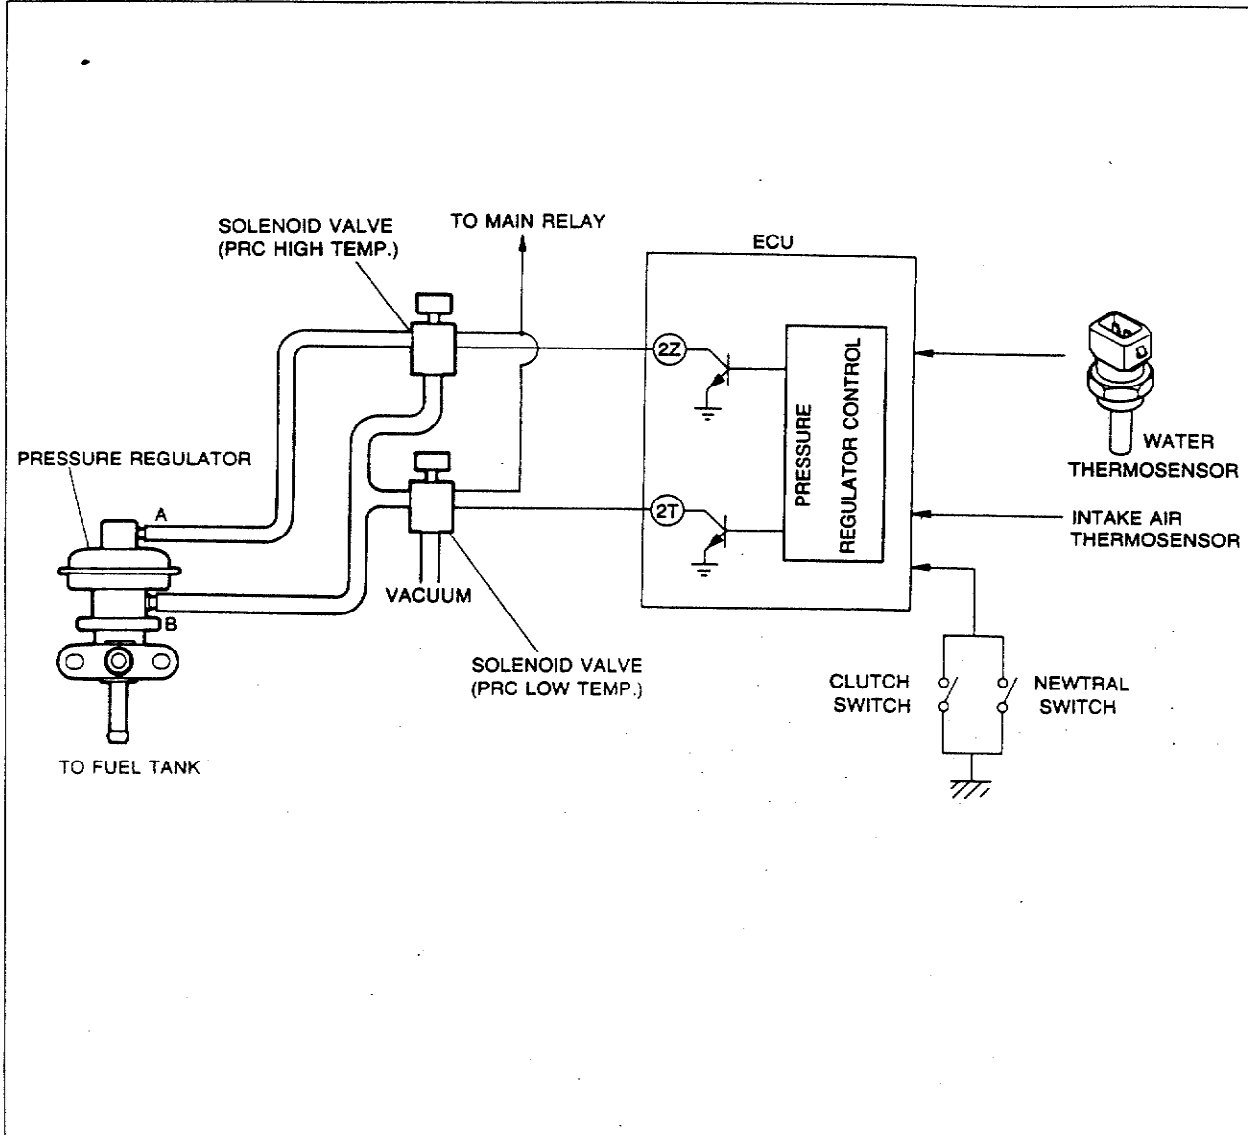 SOLENOID VALVE
(PRC HIGH TEMP.)
TO MAIN RELAY
ECU
2Z
PRESSURE
REGULATOR CONTROL
WATER
THERMOSENSOR
PRESSURE REGULATOR
A
2T
INTAKE AIR
THERMOSENSOR
VACUUM
B
SOLENOID VALVE
(PRC LOW TEMP.)
CLUTCH
SWITCH
NEWTRAL
SWITCH
TO FUEL TANK